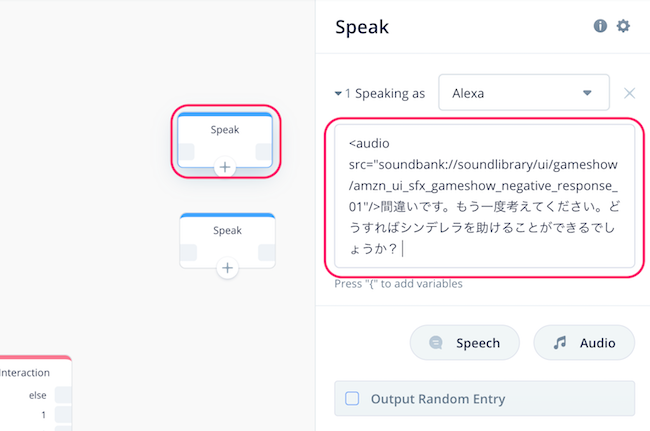 Speak
1 Speaking as
Alexa
Speak
<audio
src="soundbank://soundlibrary/ui/gameshow
/amzn_ui_sfx_gameshow_negative_response_
01"/>間違いです。もう一度考えてください。ど
うすればシンデレラを助けることができるでし
ょうか？
Speak
Press "{" to add variables
Speech
Audio
Interaction
else
1
Output Random Entry